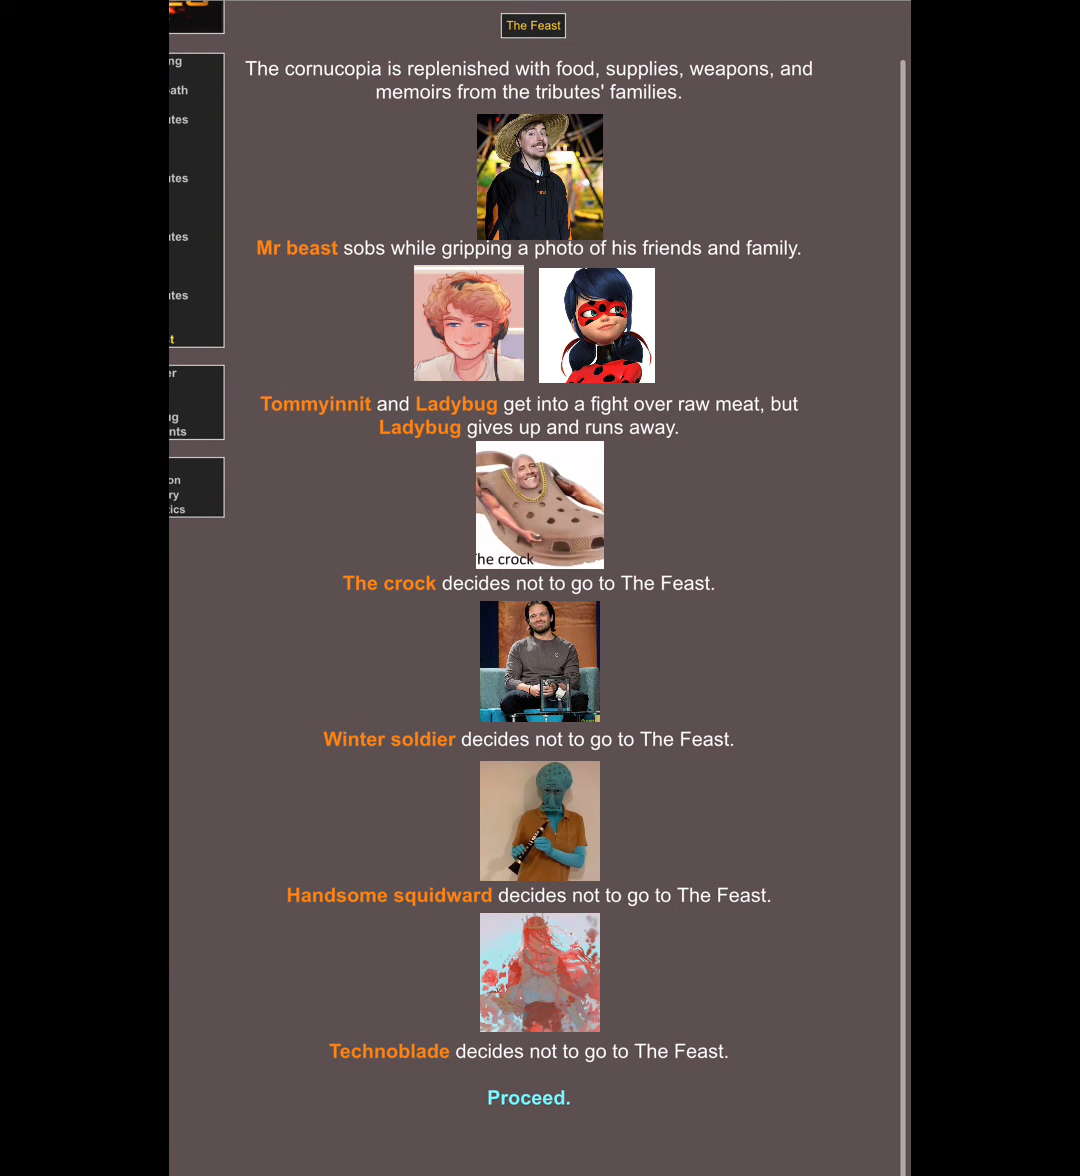 The Feast
The cornucopia is replenished with food, supplies, weapons, and
memoirs from the tributes' families.
Mr beast sobs while gripping a photo of his friends and family.
Tommyinnit and Ladybug get into a fight over raw meat, but
Ladybug gives up and runs away.
he crock
The crock decides not to go to The Feast.
Winter soldier decides not to go to The Feast.
Handsome squidward decides not to go to The Feast.
Technoblade decides not to go to The Feast.
Proceed.